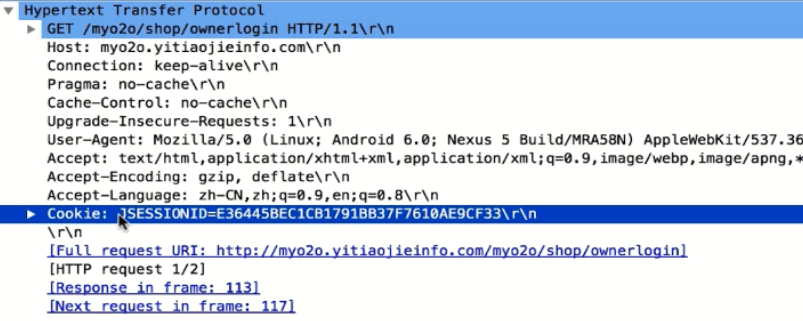 Hypertext Transfer Protocol
GET /myo2o/shop/ownerlogin HTTP/1.1\r\n
Host: myo2o.yitiaojieinfo.com\r\n
Connection: keep-alive\r\n
Pragma: no-cache\r\n
Cache-Control: no-cache\r\n
Upgrade-Insecure-Requests: 1\r\n
User-Agent: Mozilla/5.0 (Linux; Android 6.0; Nexus 5 Build/MRA58N) AppleWebKit/537.36
Accept: text/html,application/xhtml+xml,application/xml;q=0.9,image/webp,image/apng,*
Accept-Encoding: gzip, deflate\r\n
Accept-Language: zh-CN,zh;q=0.9,en;q=0.8\r\n
Cookie: JSESSIONID=E36445BEC1CB1791BB37F7610AE9CF33\r\n
\r\n
[Full request URI: http://myo2o.yitiaojieinfo.com/myo2o/shop/ownerlogin]
[HTTP request 1/2]
[Response in frame: 113]
[Next request in frame: 117]